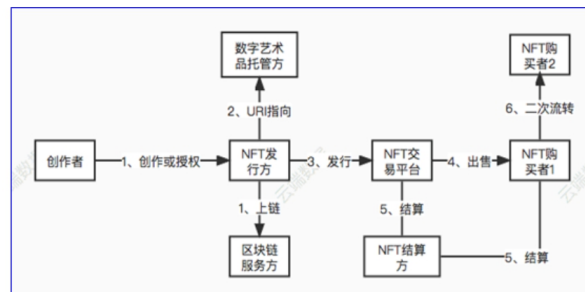 数字艺术
品托管方
NFT购
买者2
2、URI指向
6、二次流转
创作者
1、创作或授权
NFT发
行方
3、发行
NFT交
易平台
4、出售
NFT购
买者1
1、上链
5、结算
区块链
服务方
NFT结算
方
5、结算